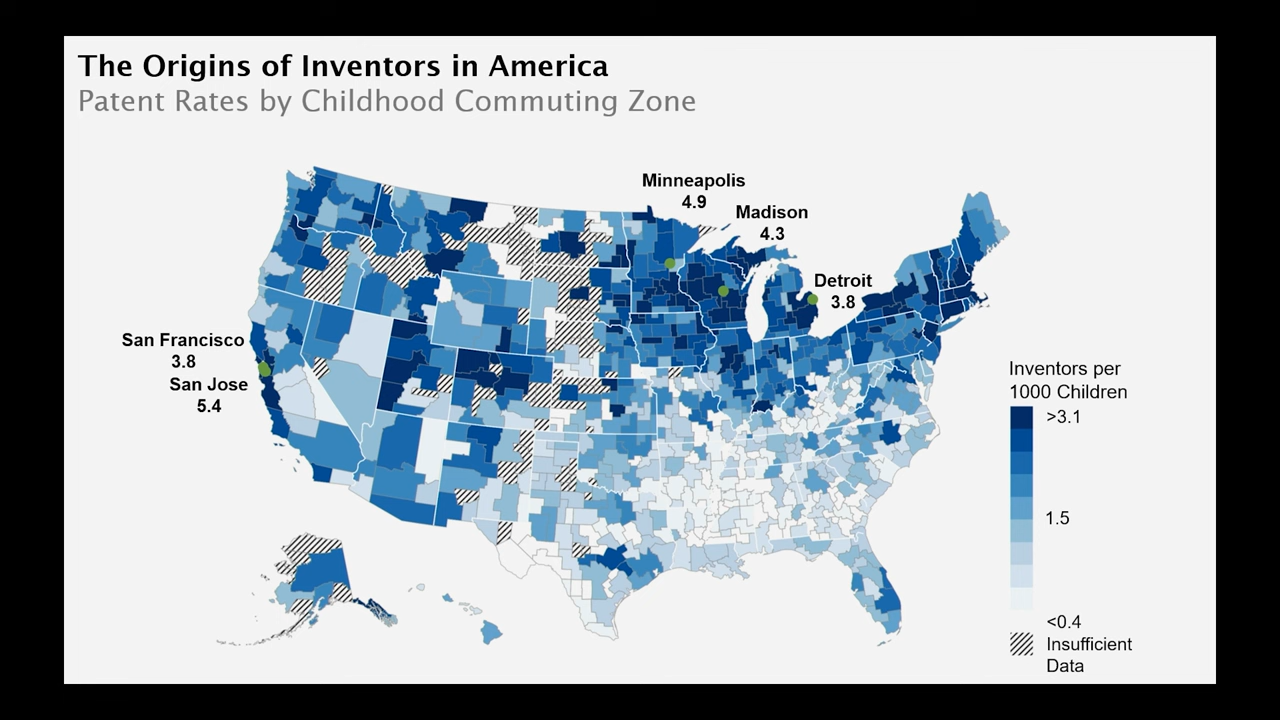 The Origins of Inventors in America
Patent Rates by Childhood Commuting Zone
Minneapolis
4.9
Madison
4.3
Detroit
3.8
San Francisco
3.8
San Jose
5.4
Inventors per
1000 Children
>3.1
1.5
<0.4
Insufficient
Data